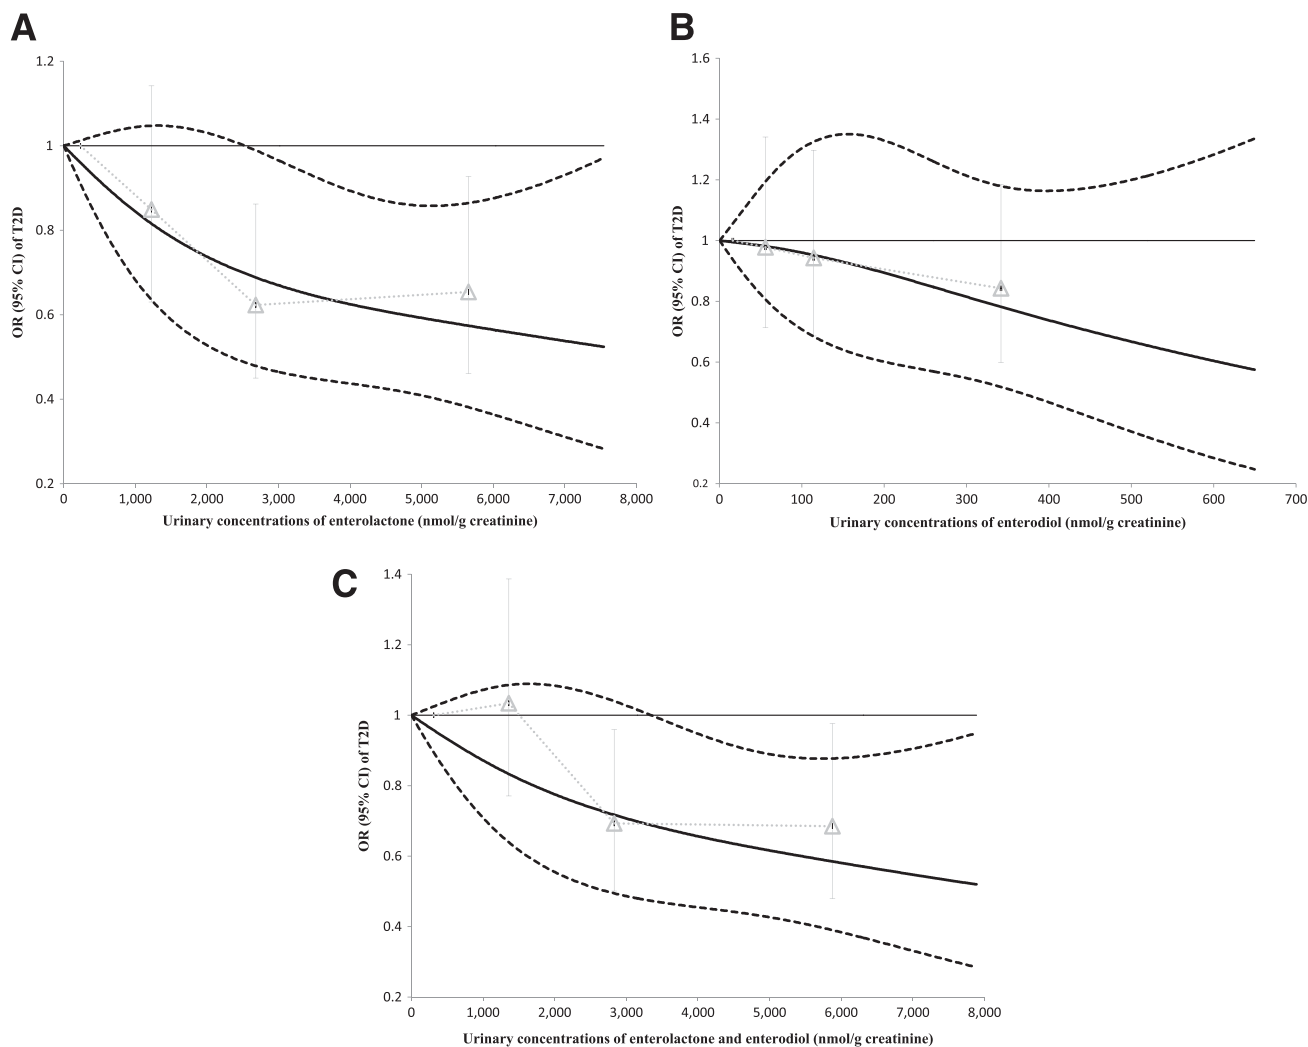 A
1.2
1
0.8
0.6
0.4
0.2
OR (95% CI) of T2D
0 1,000 2,000 3,000 4,000 5,000 6,000 7,000 8,000
Urinary concentrations of enterolactone (nmol/g creatinine)
B
1.6
1.4
1.2
1
0.8
0.6
0.4
0.2
OR (95% CI) of T2D
0 100 200 300 400 500 600 700
Urinary concentrations of enterodiol (nmol/g creatinine)
C
1.4
1.2
1
0.8
0.6
0.4
0.2
OR (95% CI) of T2D
0 1,000 2,000 3,000 4,000 5,000 6,000 7,000 8,000
Urinary concentrations of enterolactone and enterodiol (nmol/g creatinine)